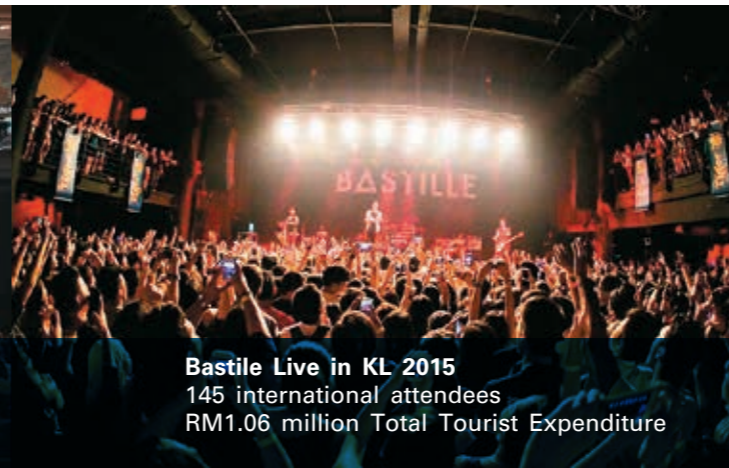 BASTILLE
Bastile Live in KL 2015
145 international attendees
RM1.06 million Total Tourist Expenditure